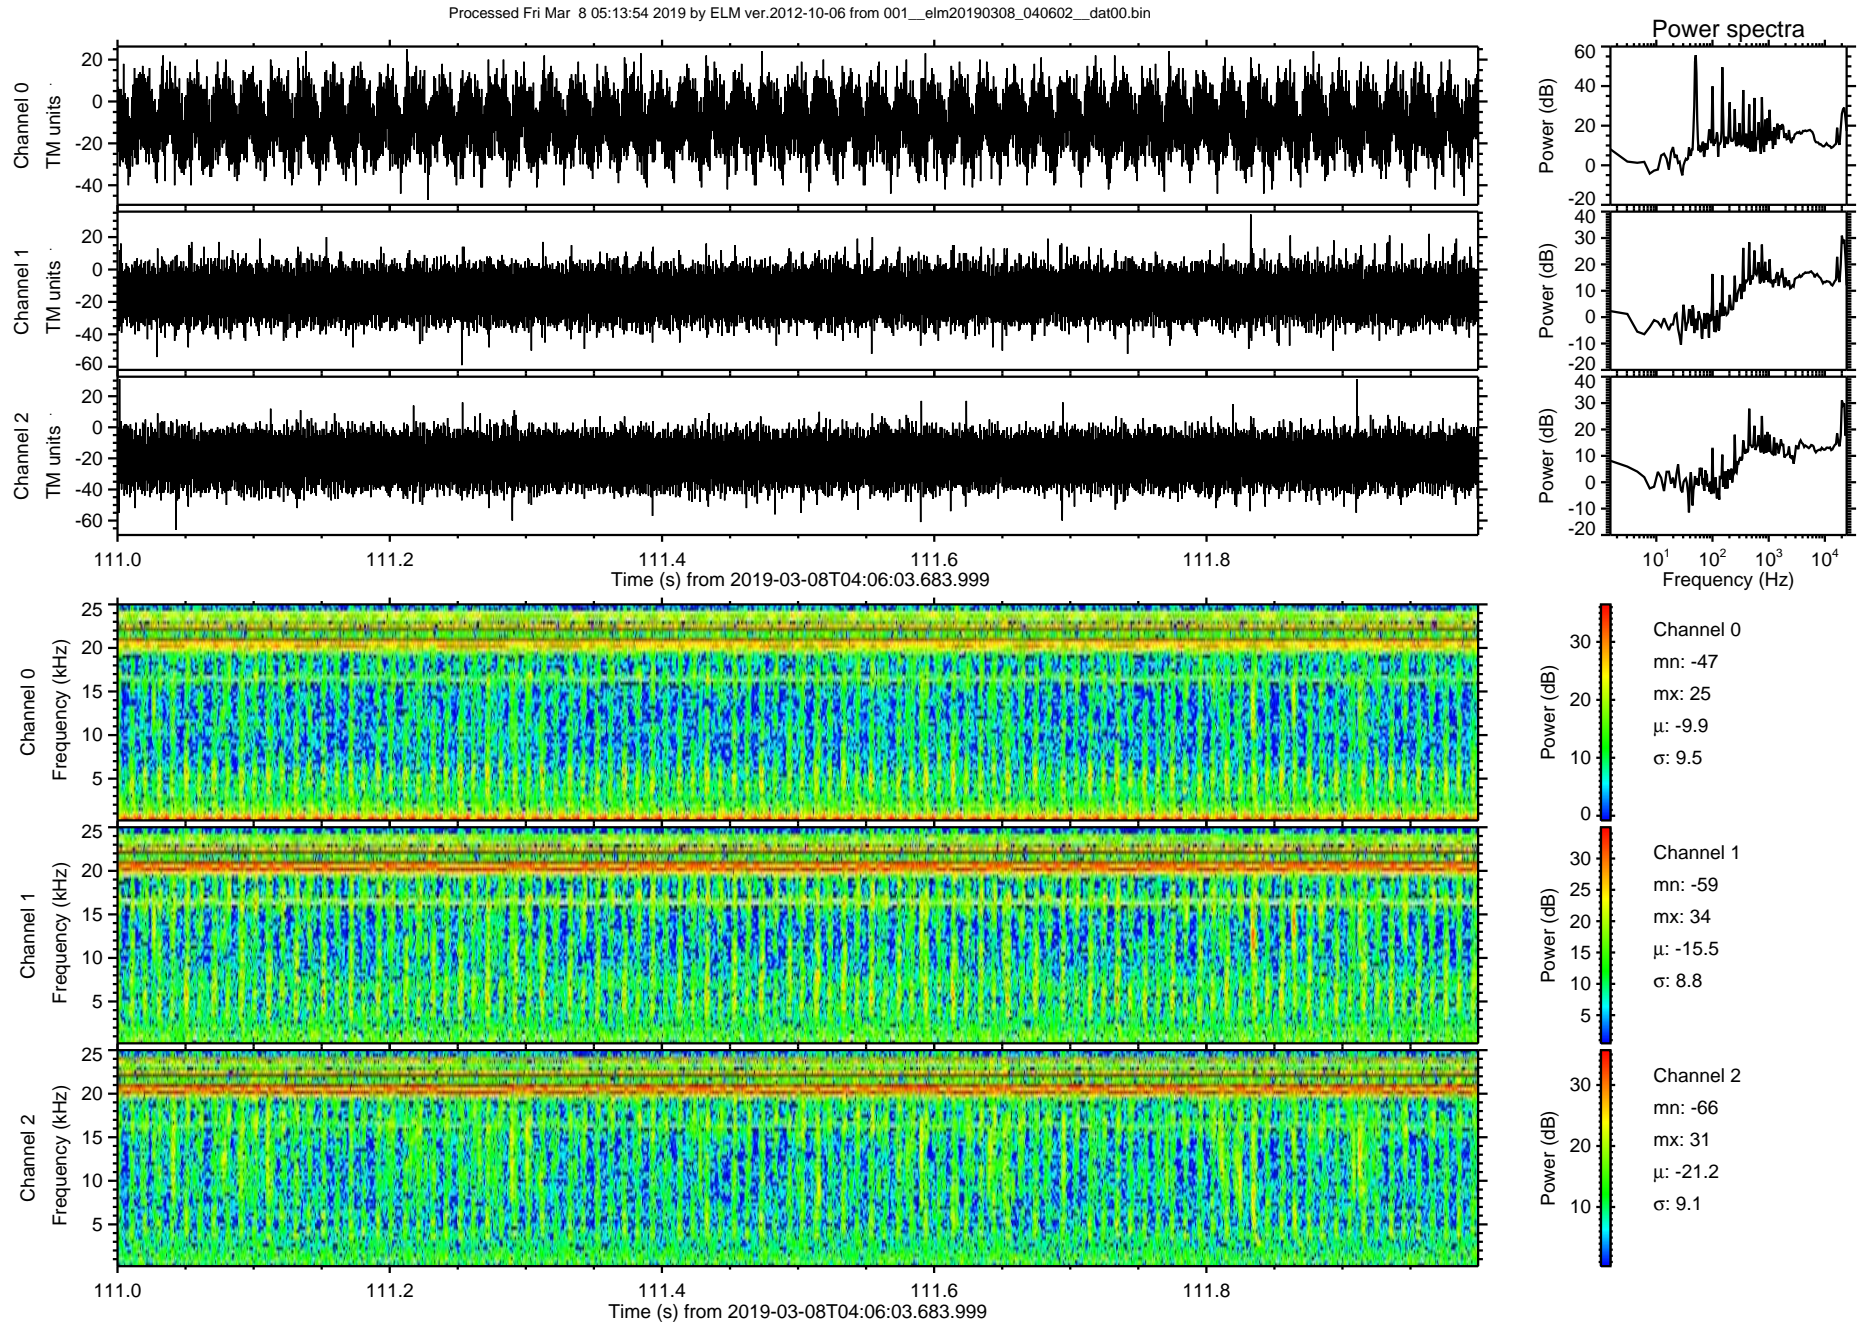 Processed Fri Mar  8 05:13:54 2019 by ELM ver.2012-10-06 from 001__elm20190308_040602__dat00.bin
Power spectra
Channel 0
TM units
20
0
-20
-40
Power (dB)
60
40
20
0
-20
Channel 1
TM units
20
0
-20
-40
-60
Power (dB)
40
30
20
10
0
-10
-20
Channel 2
TM units
20
0
-20
-40
-60
Power (dB)
40
30
20
10
0
-10
-20
111.0 111.2 111.4 111.6 111.8
Time (s) from 2019-03-08T04:06:03.683.999
10¹ 10² 10³ 10⁴
Frequency (Hz)
Channel 0
Frequency (kHz)
25
20
15
10
5
Power (dB)
30
20
10
0
Channel 0
mn: -47
mx: 25
µ: -9.9
σ: 9.5
Channel 1
Frequency (kHz)
25
20
15
10
5
Power (dB)
30
25
20
15
10
5
Channel 1
mn: -59
mx: 34
µ: -15.5
σ: 8.8
Channel 2
Frequency (kHz)
25
20
15
10
5
Power (dB)
30
20
10
Channel 2
mn: -66
mx: 31
µ: -21.2
σ: 9.1
111.0 111.2 111.4 111.6 111.8
Time (s) from 2019-03-08T04:06:03.683.999